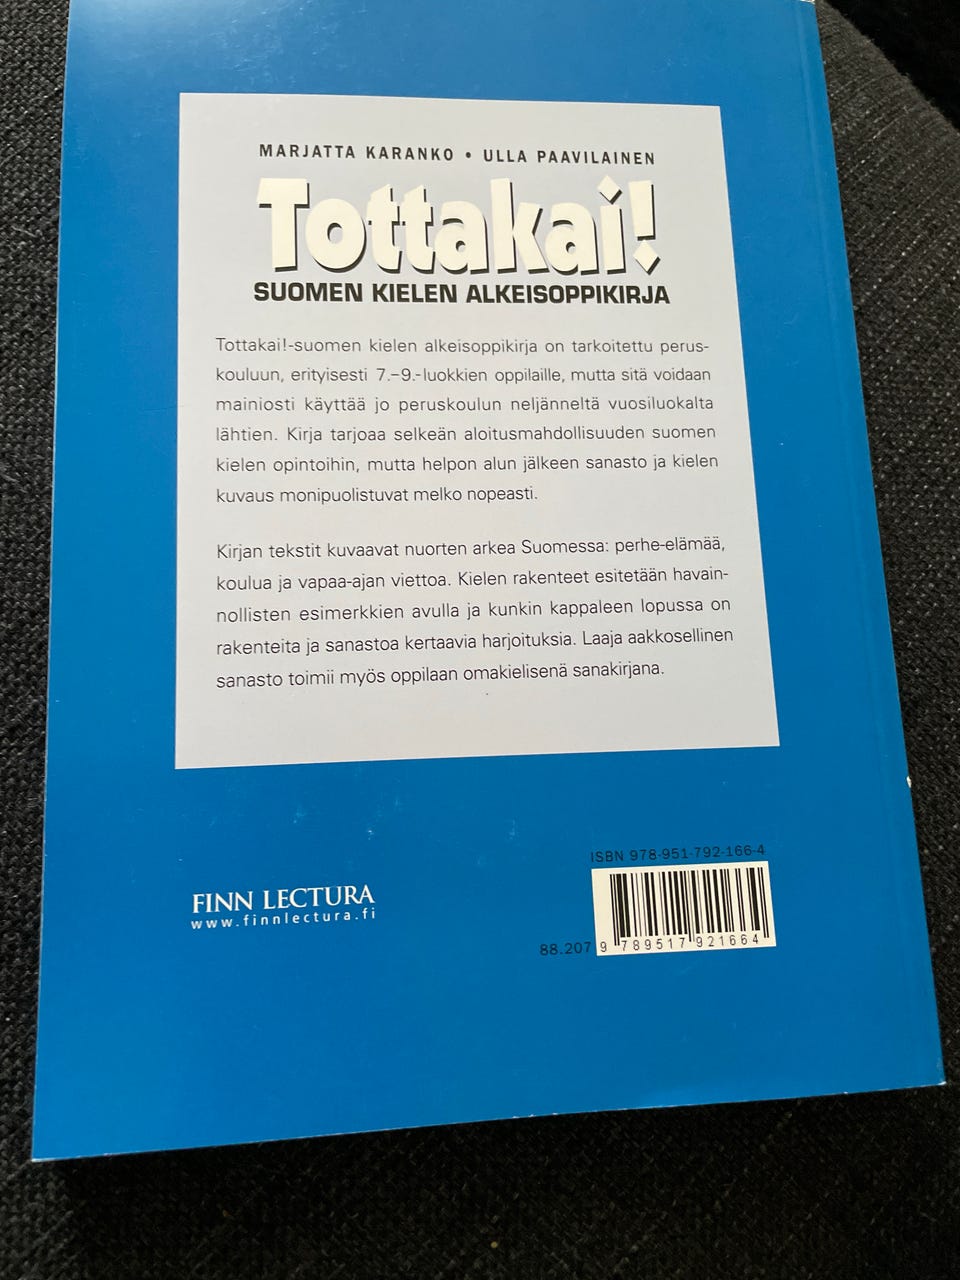 MARJATTA KARANKO • ULLA PAAVILAINEN
Tottakai!
SUOMEN KIELEN ALKEISOPPIKIRJA
Tottakai!-suomen kielen alkeisoppikirja on tarkoitettu perus-
kouluun, erityisesti 7.–9.-luokkien oppilaille, mutta sitä voidaan
mainiosti käyttää jo peruskoulun neljänneltä vuosiluokalta
lähtien. Kirja tarjoaa selkeän aloitusmahdollisuuden suomen
kielen opintoihin, mutta helpon alun jälkeen sanasto ja kielen
kuvaus monipuolistuvat melko nopeasti.
Kirjan tekstit kuvaavat nuorten arkea Suomessa: perhe-elämää,
koulua ja vapaa-ajan viettoa. Kielen rakenteet esitetään havain-
nollisten esimerkkien avulla ja kunkin kappaleen lopussa on
rakenteita ja sanastoa kertaavia harjoituksia. Laaja aakkosellinen
sanasto toimii myös oppilaan omakielisenä sanakirjana.
ISBN 978-951-792-166-4
FINN LECTURA
www.finnlectura.fi
88.207 9 789517 921664